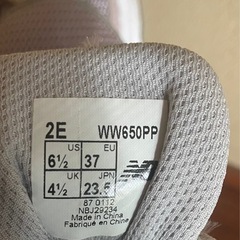 2E WW650PP
US EU
6½ 37
UK JPN
4½ 23.5
87 0112
NBJ29234
Made in China
Fabriqué en Chine